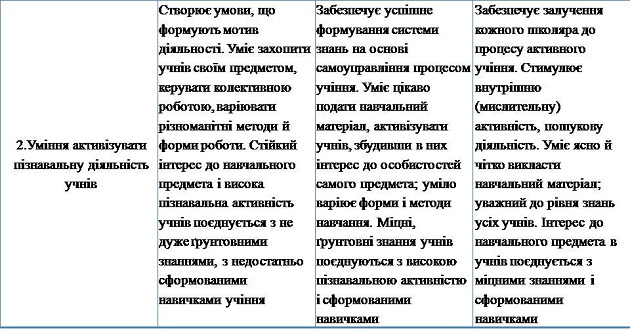 2.Уміння активізувати
пізнавальну діяльність
учнів
Створює умови, що
формують мотив
діяльності. Уміє захопити
учнів своїм предметом,
керувати колективною
роботою, варіювати
різноманітні методи й
форми роботи. Стійкий
інтерес до навчального
предмета і висока
пізнавальна активність
учнів поєднується з не
дуже ґрунтовними
знаннями, з недостатньо
сформованими
навичками учіння
Забезпечує успішне
формування системи
знань на основі
самоуправління процесом
учіння. Уміє цікаво
подати навчальний
матеріал, активізувати
учнів, збудивши в них
інтерес до особистостей
самого предмета; уміло
варіює форми і методи
навчання. Міцні,
ґрунтовні знання учнів
поєднуються з високою
пізнавальною активністю
і сформованими
навичками
Забезпечує залучення
кожного школяра до
процесу активного
учіння. Стимулює
внутрішню
(мислительну)
активність, пошукову
діяльність. Уміє ясно й
чітко викласти
навчальний матеріал;
уважний до рівня знань
усіх учнів. Інтерес до
навчального предмета в
учнів поєднується з
міцними знаннями і
сформованими
навичками